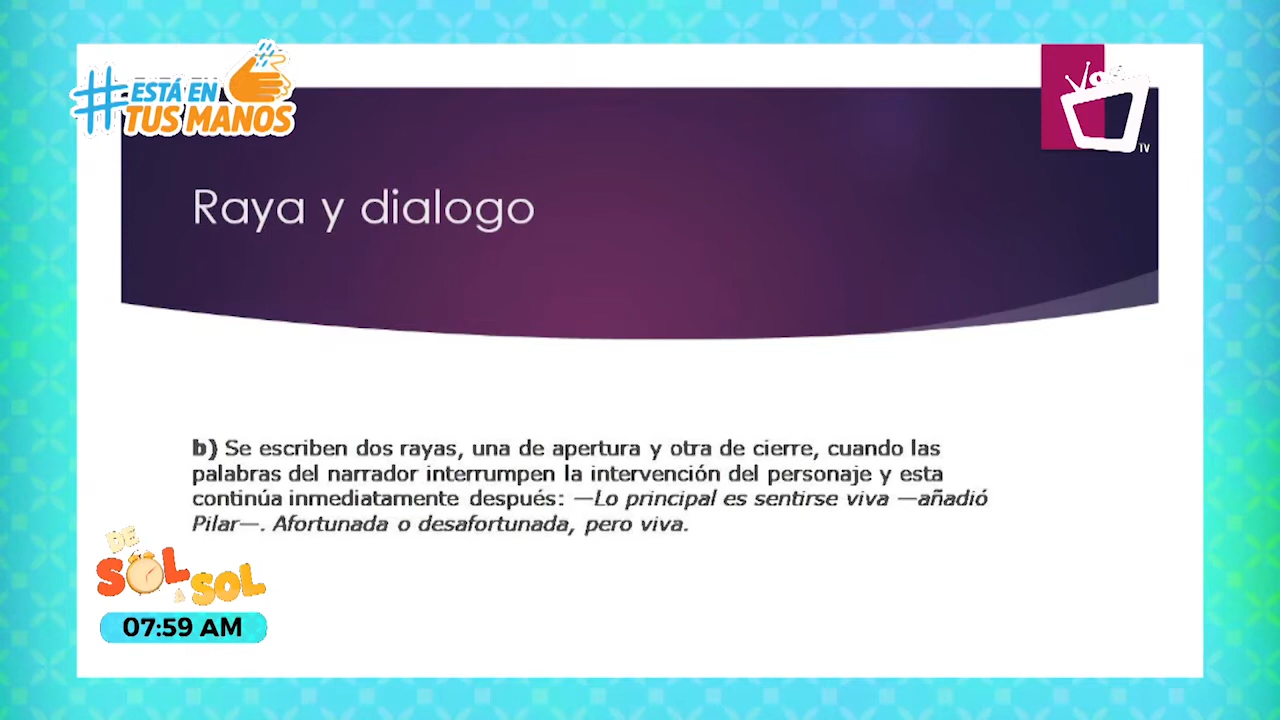 #ESTÁ EN
TUS MANOS
TV
Raya y dialogo
b) Se escriben dos rayas, una de apertura y otra de cierre, cuando las
palabras del narrador interrumpen la intervención del personaje y esta
continúa inmediatamente después: —Lo principal es sentirse viva —añadió
Pilar—. Afortunada o desafortunada, pero viva.
DE
SOL
A SOL
07:59 AM